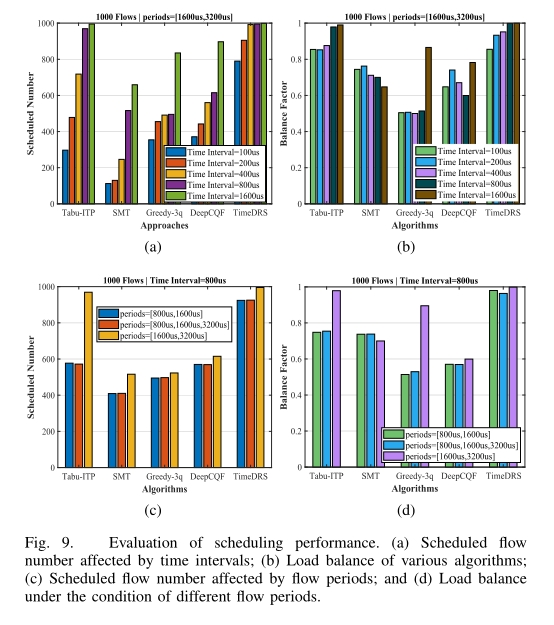 1000 Flows | periods=[1600us,3200us]
1000
800
600
400
200
0
Scheduled Number
Time Interval=100us
Time Interval=200us
Time Interval=400us
Time Interval=800us
Time Interval=1600us
Tabu-ITP SMT Greedy-3q DeepCQF TimeDRS
Approaches
(a)
1000 Flows | periods=[1600us,3200us]
1
0.8
0.6
0.4
0.2
0
Balance Factor
Time Interval=100us
Time Interval=200us
Time Interval=400us
Time Interval=800us
Time Interval=1600us
Tabu-ITP SMT Greedy-3q DeepCQF TimeDRS
Algorithms
(b)
1000 Flows | Time Interval=800us
1000
800
600
400
200
0
Scheduled Number
periods=[800us,1600us]
periods=[800us,1600us,3200us]
periods=[1600us,3200us]
Tabu-ITP SMT Greedy-3q DeepCQF TimeDRS
Algorithms
(c)
1000 Flows | Time Interval=800us
1
0.8
0.6
0.4
0.2
0
Balance Factor
periods=[800us,1600us]
periods=[800us,1600us,3200us]
periods=[1600us,3200us]
Tabu-ITP SMT Greedy-3q DeepCQF TimeDRS
Algorithms
(d)
Fig. 9. Evaluation of scheduling performance. (a) Scheduled flow
number affected by time intervals; (b) Load balance of various algorithms;
(c) Scheduled flow number affected by flow periods; and (d) Load balance
under the condition of different flow periods.